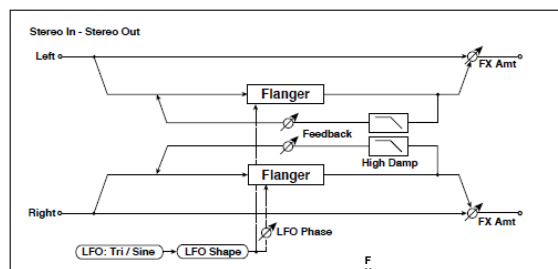 Stereo In - Stereo Out
Left
FX Amt
Flanger
Feedback
High Damp
Flanger
Right
FX Amt
LFO Phase
LFO: Tri / Sine
LFO Shape
F